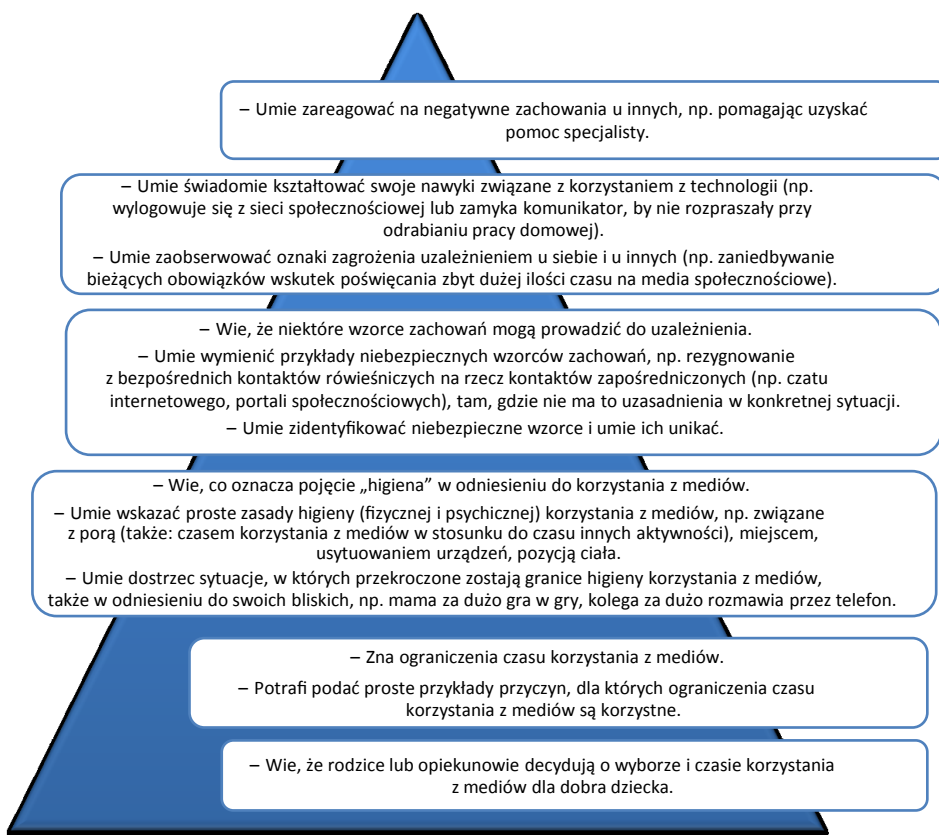 – Umie zareagować na negatywne zachowania u innych, np. pomagając uzyskać
pomoc specjalisty.
– Umie świadomie kształtować swoje nawyki związane z korzystaniem z technologii (np.
wylogowuje się z sieci społecznościowej lub zamyka komunikator, by nie rozpraszały przy
odrabianiu pracy domowej).
– Umie zaobserwować oznaki zagrożenia uzależnieniem u siebie i u innych (np. zaniedbywanie
bieżących obowiązków wskutek poświęcania zbyt dużej ilości czasu na media społecznościowe).
– Wie, że niektóre wzorce zachowań mogą prowadzić do uzależnienia.
– Umie wymienić przykłady niebezpiecznych wzorców zachowań, np. rezygnowanie
z bezpośrednich kontaktów rówieśniczych na rzecz kontaktów zapośredniczonych (np. czatu
internetowego, portali społecznościowych), tam, gdzie nie ma to uzasadnienia w konkretnej sytuacji.
– Umie zidentyfikować niebezpieczne wzorce i umie ich unikać.
– Wie, co oznacza pojęcie „higiena” w odniesieniu do korzystania z mediów.
– Umie wskazać proste zasady higieny (fizycznej i psychicznej) korzystania z mediów, np. związane
z porą (także: czasem korzystania z mediów w stosunku do czasu innych aktywności), miejscem,
usytuowaniem urządzeń, pozycją ciała.
– Umie dostrzec sytuacje, w których przekroczone zostają granice higieny korzystania z mediów,
także w odniesieniu do swoich bliskich, np. mama za dużo gra w gry, kolega za dużo rozmawia przez telefon.
– Zna ograniczenia czasu korzystania z mediów.
– Potrafi podać proste przykłady przyczyn, dla których ograniczenia czasu
korzystania z mediów są korzystne.
– Wie, że rodzice lub opiekunowie decydują o wyborze i czasie korzystania
z mediów dla dobra dziecka.